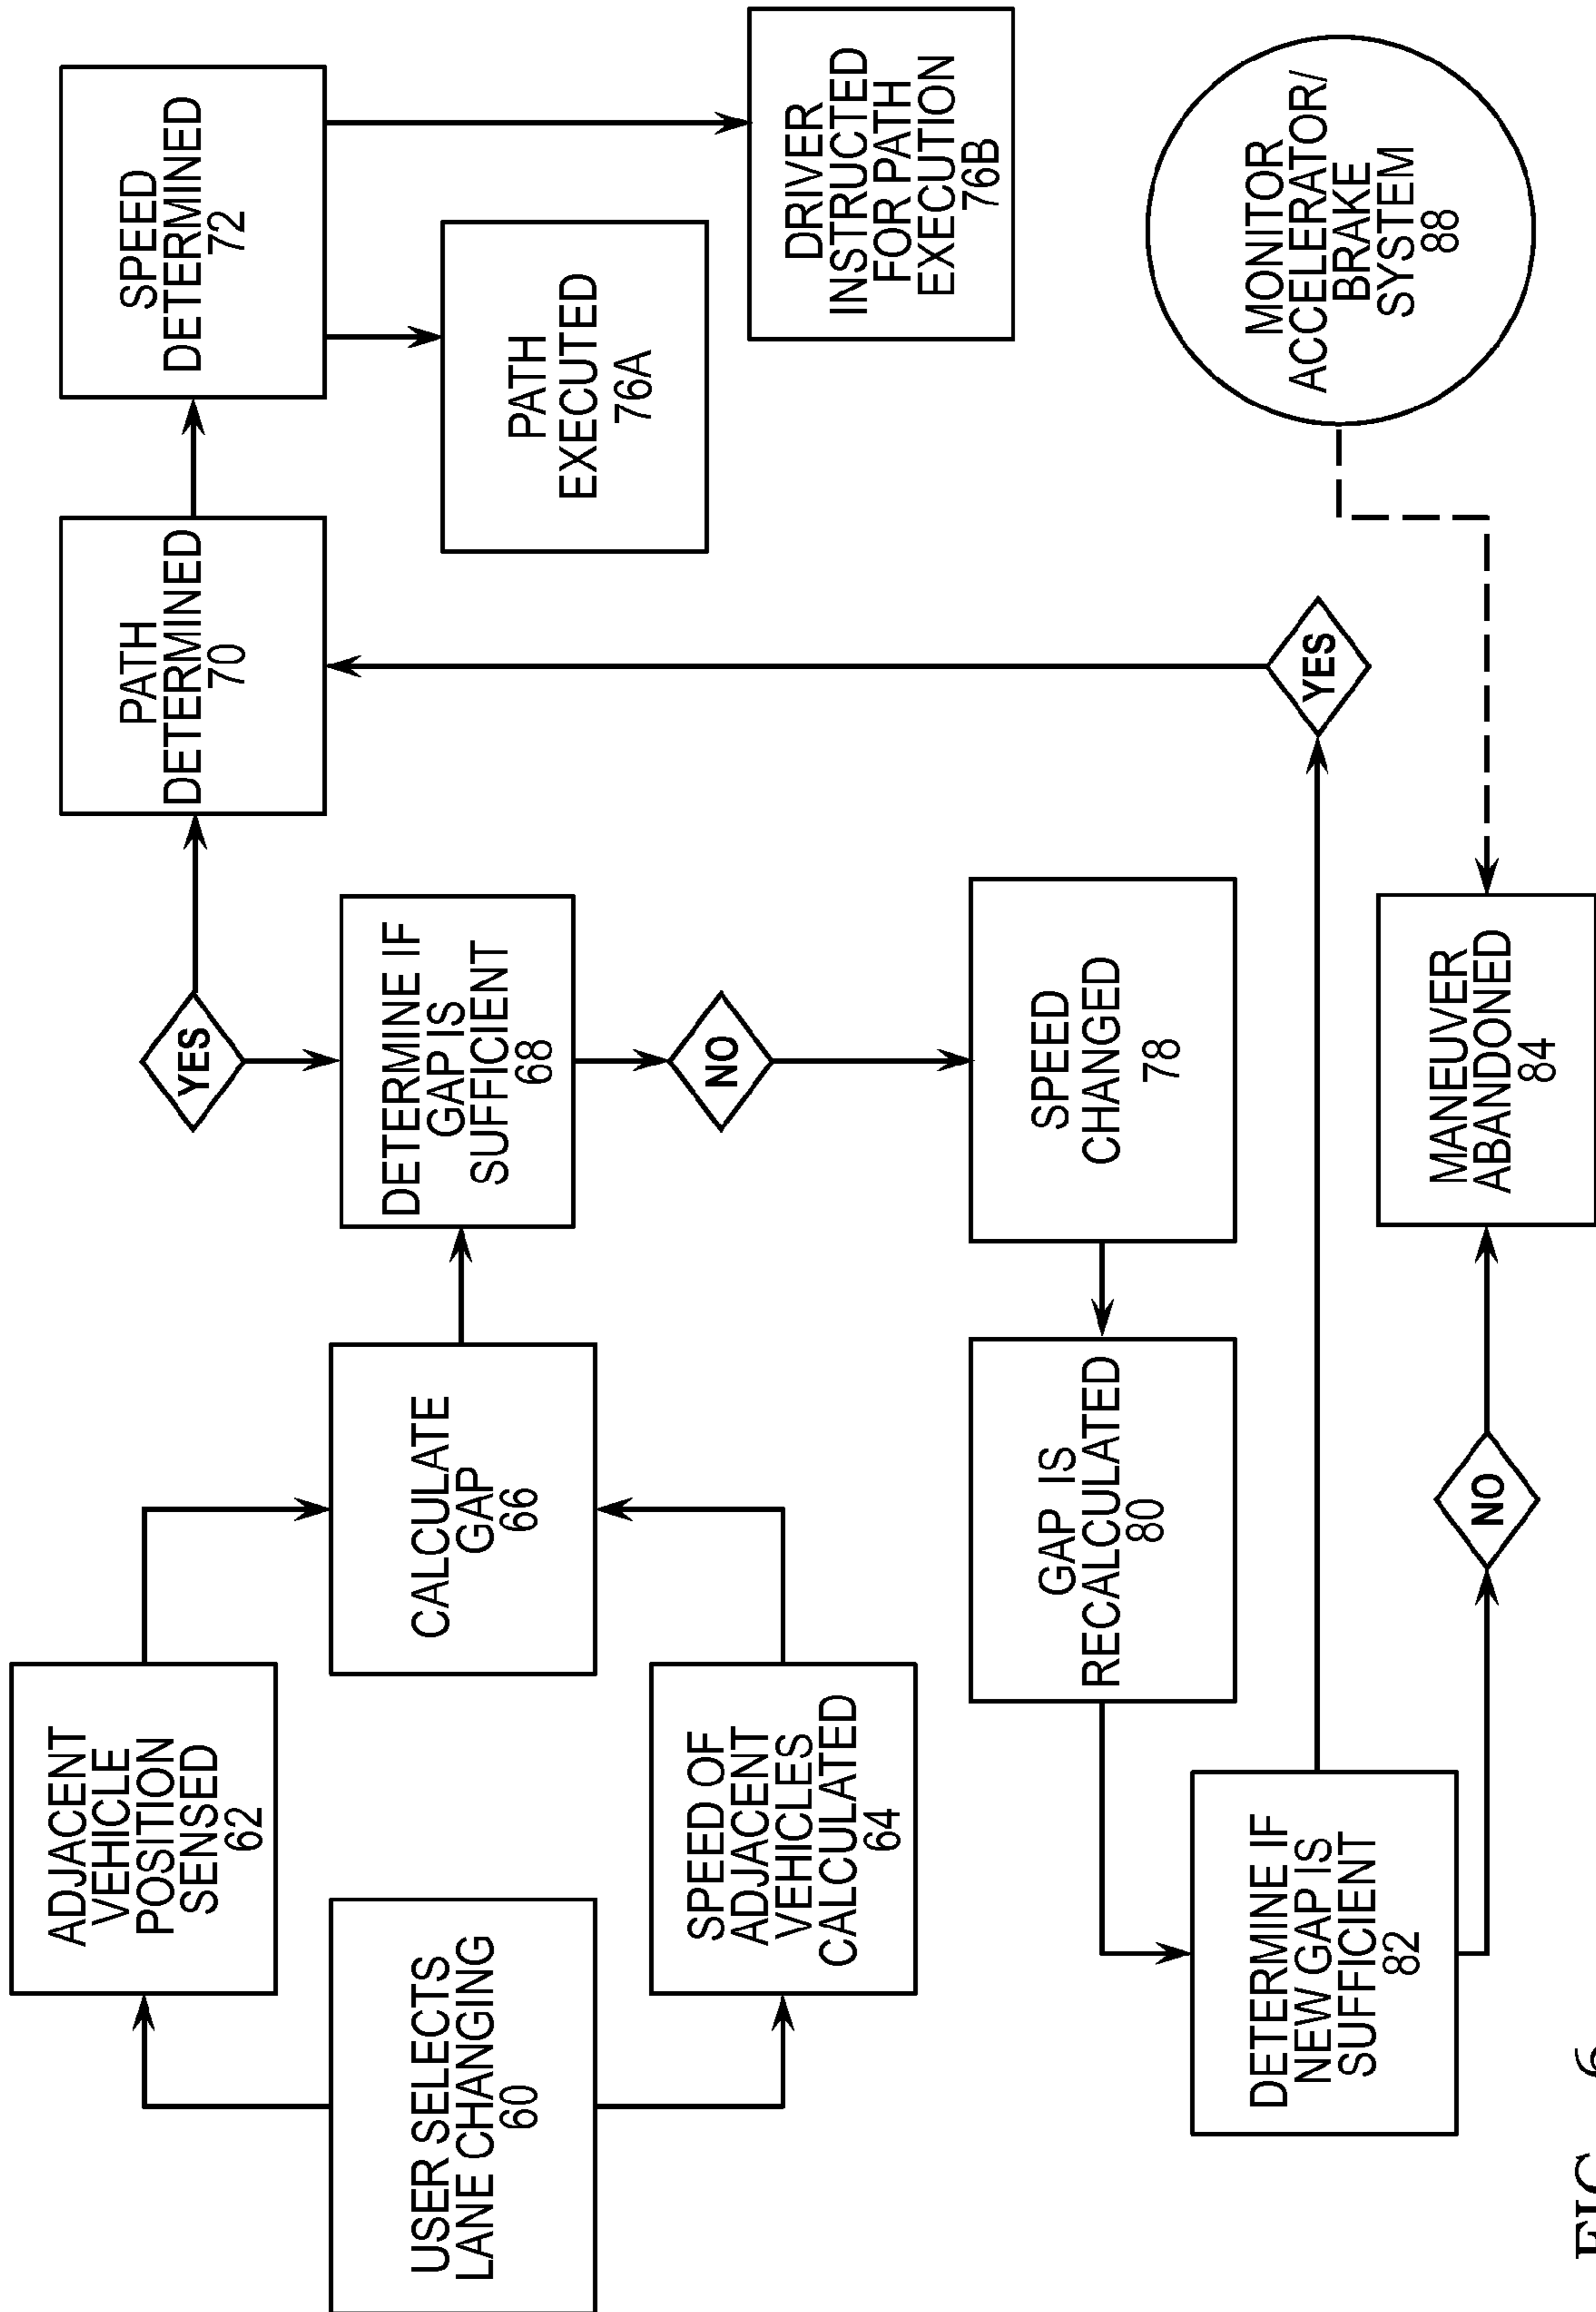 USER SELECTS
LANE CHANGING
60
ADJACENT
VEHICLE
POSITION
SENSED
62
SPEED OF
ADJACENT
VEHICLES
CALCULATED
64
CALCULATE
GAP
66
DETERMINE IF
GAP IS
SUFFICIENT
68
YES
PATH
DETERMINED
70
SPEED
DETERMINED
72
PATH
EXECUTED
76A
DRIVER
INSTRUCTED
FOR PATH
EXECUTION
76B
NO
SPEED
CHANGED
78
GAP IS
RECALCULATED
80
DETERMINE IF
NEW GAP IS
SUFFICIENT
82
YES
NO
MANEUVER
ABANDONED
84
MONITOR
ACCELERATOR/
BRAKE
SYSTEM
88
FIG. 6